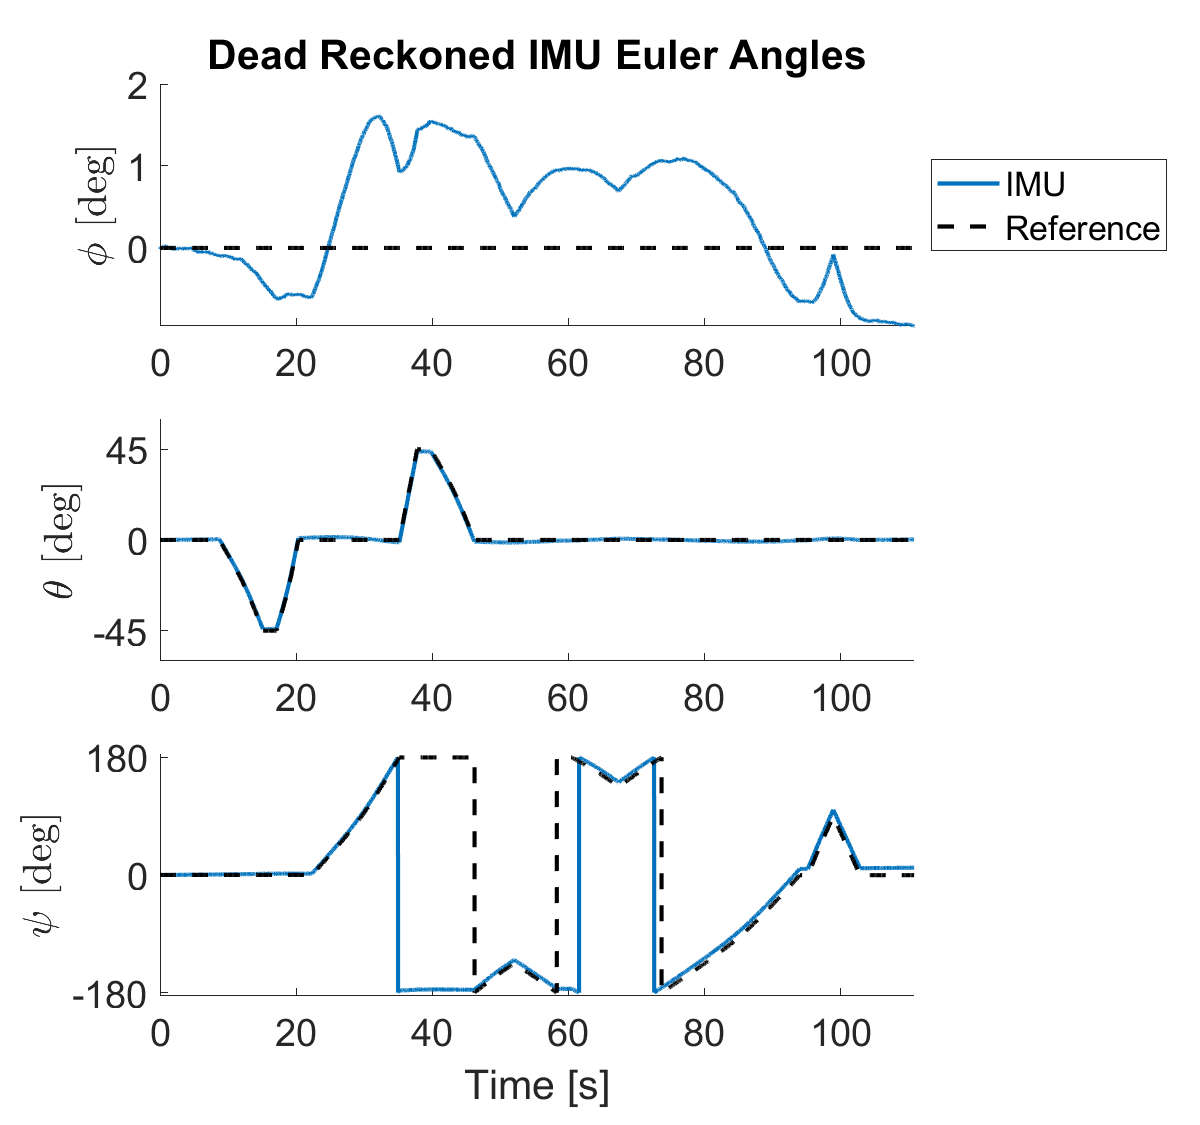 Dead Reckoned IMU Euler Angles
2
1
0
ϕ [deg]
0 20 40 60 80 100
IMU
Reference
45
0
-45
θ [deg]
0 20 40 60 80 100
180
0
-180
ψ [deg]
0 20 40 60 80 100
Time [s]